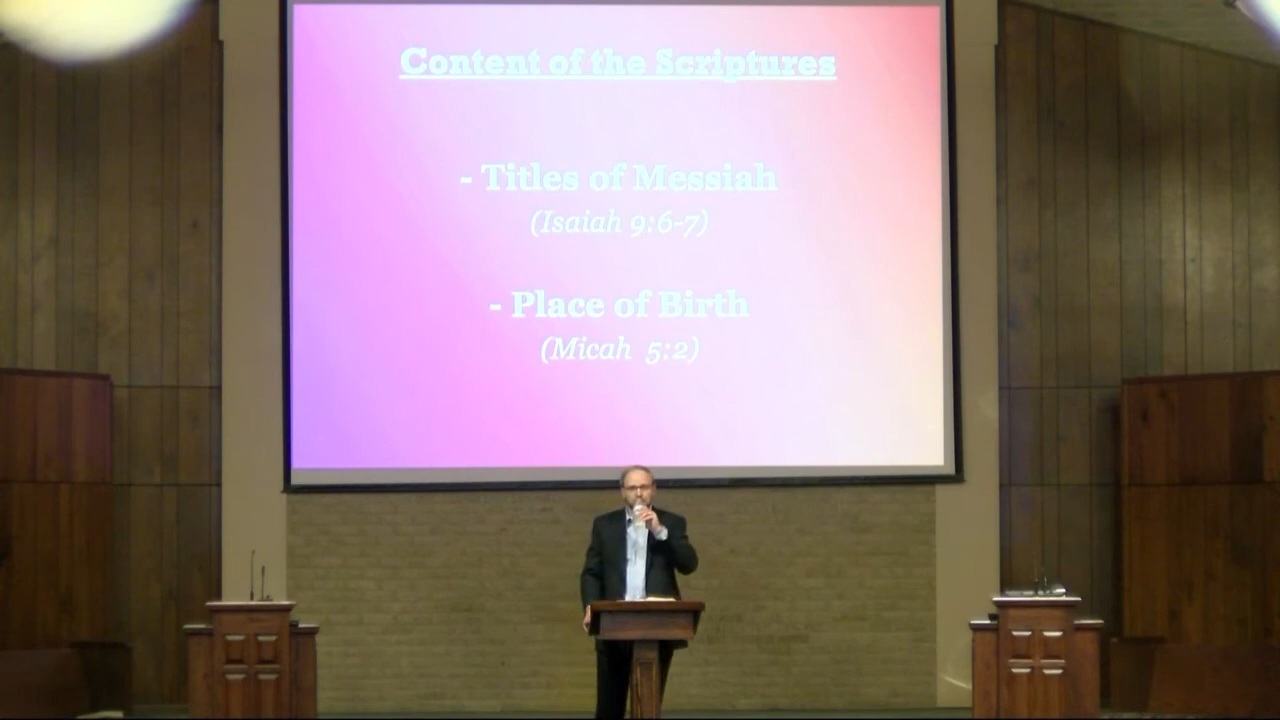 Content of the Scriptures
- Titles of Messiah
(Isaiah 9:6-7)
- Place of Birth
(Micah 5:2)